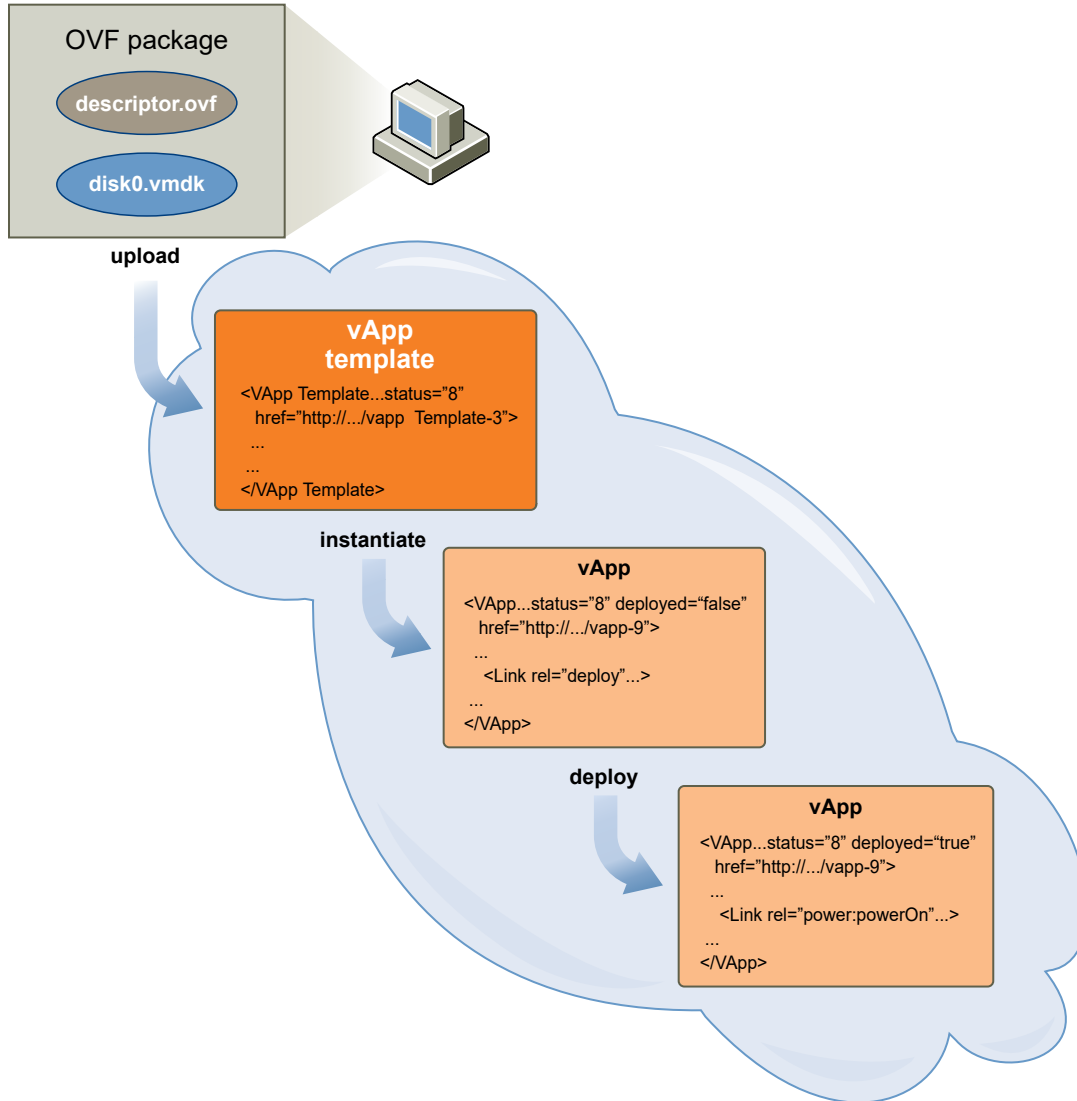 OVF package
descriptor.ovf
disk0.vmdk
upload
vApp
template
<VApp Template...status=”8”
href=”http://.../vapp  Template-3”>
...
...
</VApp Template>
instantiate
vApp
<VApp...status=”8” deployed=“false”
href=”http://.../vapp-9”>
...
<Link rel=”deploy”...>
...
</VApp>
deploy
vApp
<VApp...status=”8” deployed=“true”
href=”http://.../vapp-9”>
...
<Link rel=”power:powerOn”...>
...
</VApp>